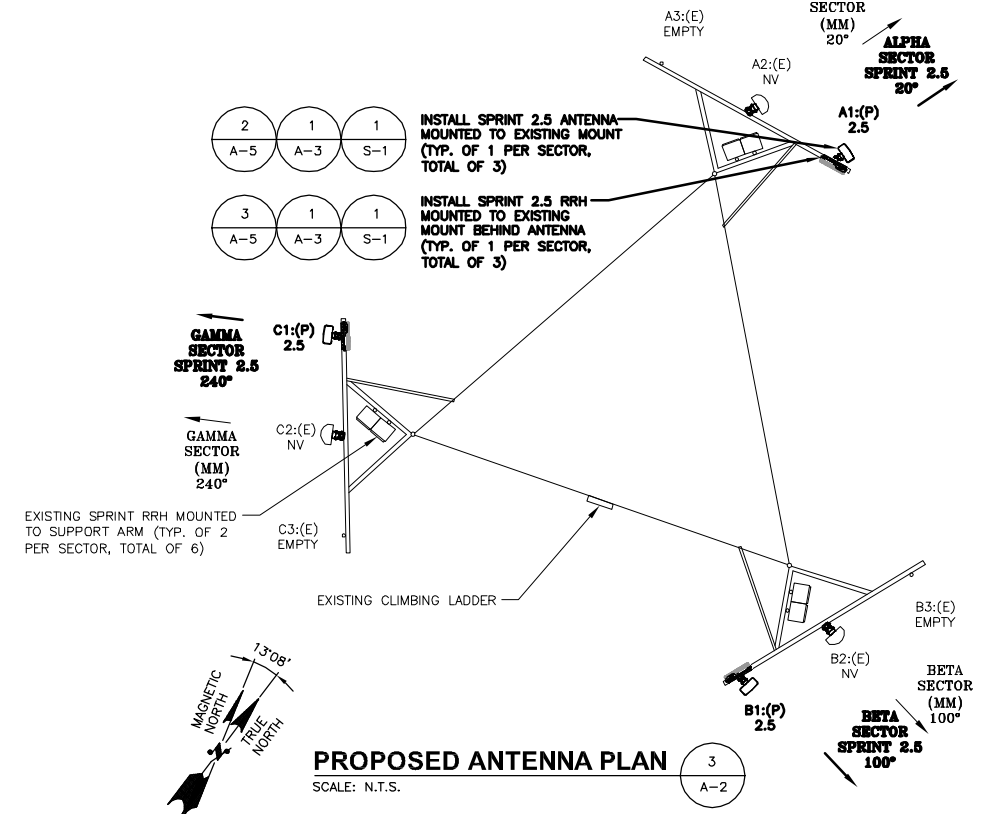 SECTOR
(MM)
20°
ALPHA
SECTOR
SPRINT 2.5
20°
A3:(E)
EMPTY
A2:(E)
NV
A1:(P)
2.5
2
A-5
1
A-3
1
S-1
INSTALL SPRINT 2.5 ANTENNA
MOUNTED TO EXISTING MOUNT
(TYP. OF 1 PER SECTOR,
TOTAL OF 3)
3
A-5
1
A-3
1
S-1
INSTALL SPRINT 2.5 RRH
MOUNTED TO EXISTING
MOUNT BEHIND ANTENNA
(TYP. OF 1 PER SECTOR,
TOTAL OF 3)
GAMMA
SECTOR
SPRINT 2.5
240°
C1:(P)
2.5
GAMMA
SECTOR
(MM)
240°
C2:(E)
NV
C3:(E)
EMPTY
EXISTING SPRINT RRH MOUNTED
TO SUPPORT ARM (TYP. OF 2
PER SECTOR, TOTAL OF 6)
EXISTING CLIMBING LADDER
B3:(E)
EMPTY
B2:(E)
NV
B1:(P)
2.5
BETA
SECTOR
(MM)
100°
BETA
SECTOR
SPRINT 2.5
100°
13°08'
MAGNETIC
NORTH
TRUE
NORTH
PROPOSED ANTENNA PLAN
SCALE: N.T.S.
3
A-2